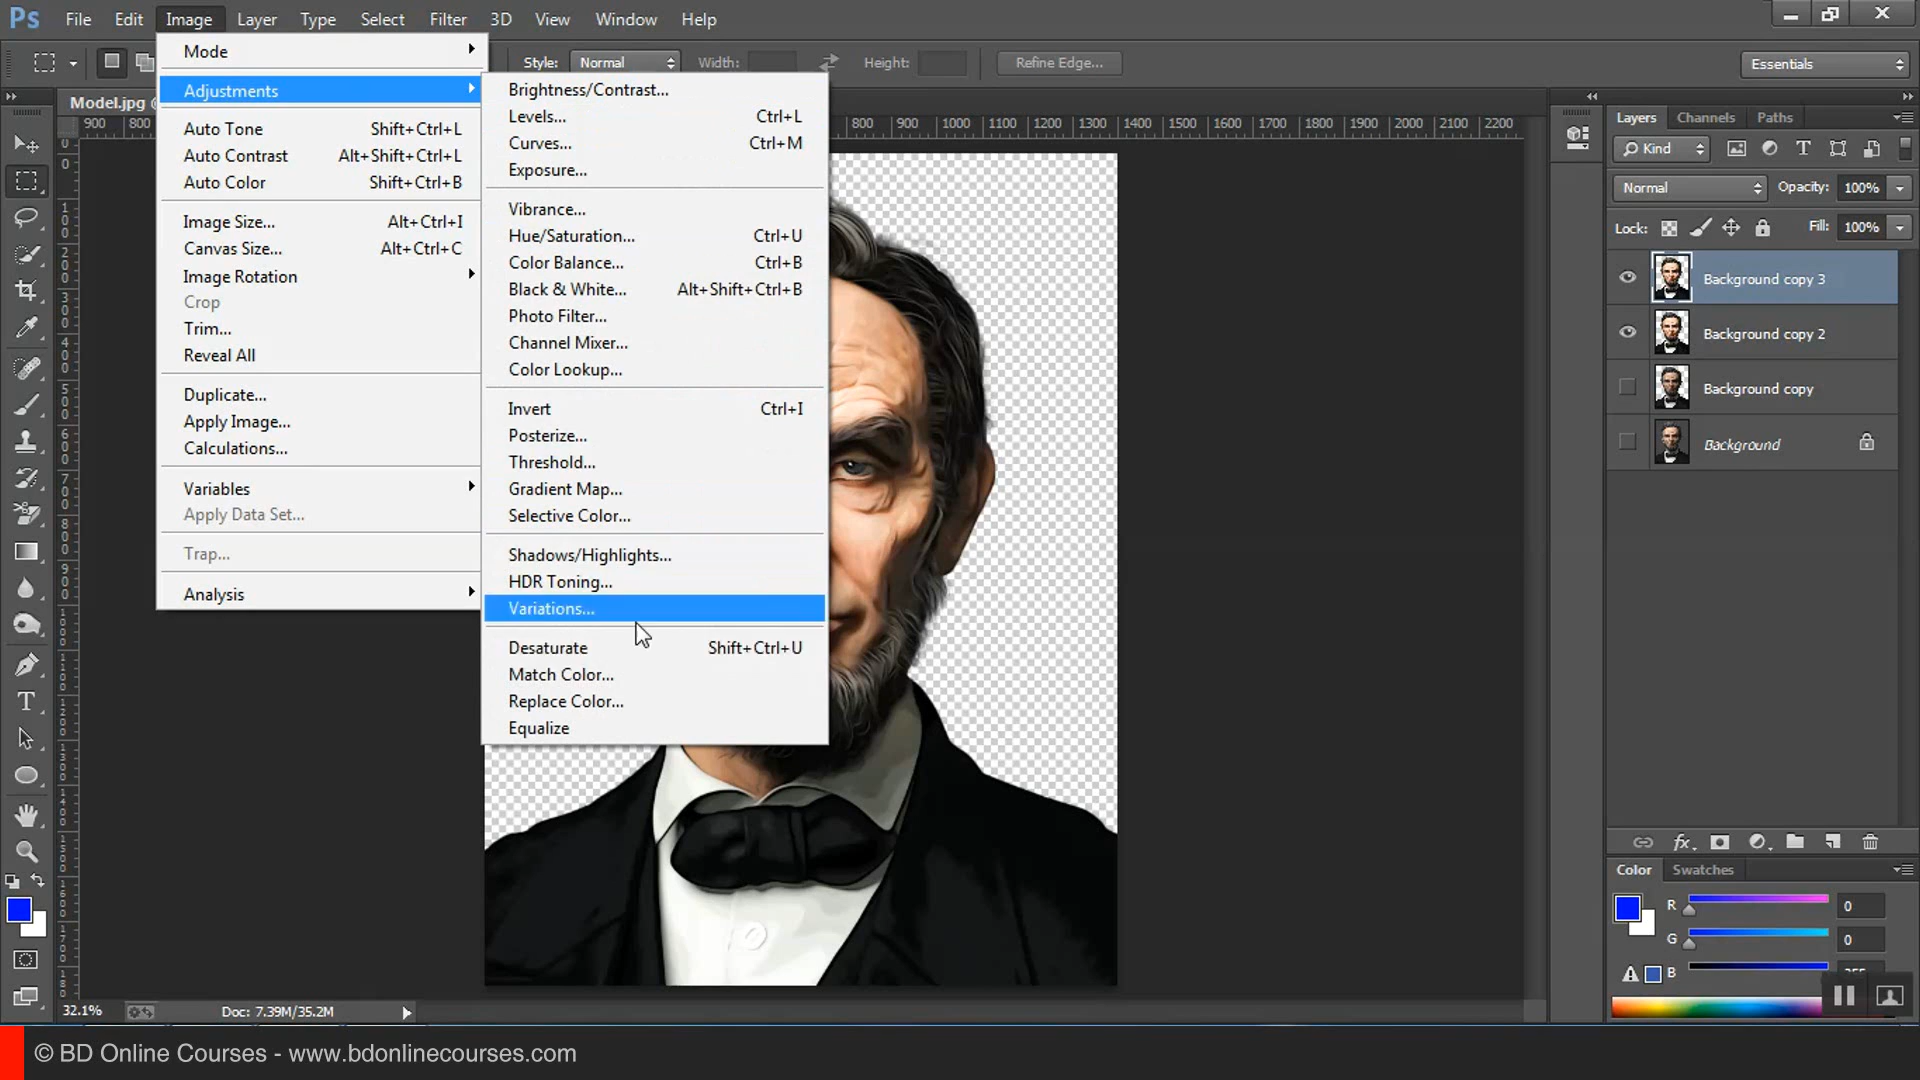 Ps File Edit Image Layer Type Select Filter 3D View Window Help
Style: Normal Width: Height: Refine Edge... Essentials
Model.jpg
900 800 800 900 1000 1100 1200 1300 1400 1500 1600 1700 1800 1900 2000 2100 2200
Mode
Adjustments
Auto Tone Shift+Ctrl+L
Auto Contrast Alt+Shift+Ctrl+L
Auto Color Shift+Ctrl+B
Image Size... Alt+Ctrl+I
Canvas Size... Alt+Ctrl+C
Image Rotation
Crop
Trim...
Reveal All
Duplicate...
Apply Image...
Calculations...
Variables
Apply Data Set...
Trap...
Analysis
Brightness/Contrast...
Levels... Ctrl+L
Curves... Ctrl+M
Exposure...
Vibrance...
Hue/Saturation... Ctrl+U
Color Balance... Ctrl+B
Black & White... Alt+Shift+Ctrl+B
Photo Filter...
Channel Mixer...
Color Lookup...
Invert Ctrl+I
Posterize...
Threshold...
Gradient Map...
Selective Color...
Shadows/Highlights...
HDR Toning...
Variations...
Desaturate Shift+Ctrl+U
Match Color...
Replace Color...
Equalize
Layers Channels Paths
Kind
Normal Opacity: 100%
Lock: Fill: 100%
Background copy 3
Background copy 2
Background copy
Background
fx
Color Swatches
R 0
G 0
B
32.1% Doc: 7.39M/35.2M
© BD Online Courses - www.bdonlinecourses.com